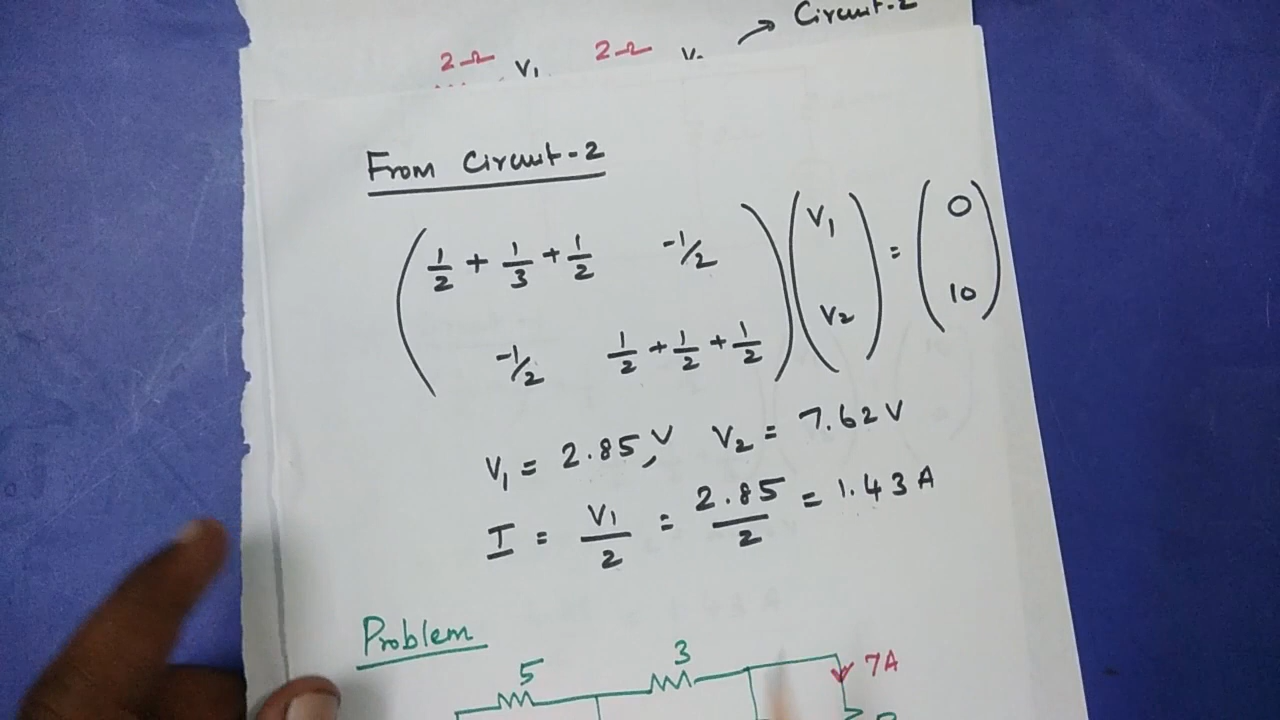 Circuit-2
2Ω V1 2Ω V
From Circuit-2
( 1/2 + 1/3 + 1/2   -1/2 ) ( V1 ) = ( 0 )
( -1/2   1/2 + 1/2 + 1/2 ) ( V2 )   ( 10 )
V1 = 2.85, V   V2 = 7.62 V
I = V1/2 = 2.85/2 = 1.43 A
Problem
5 3 7A